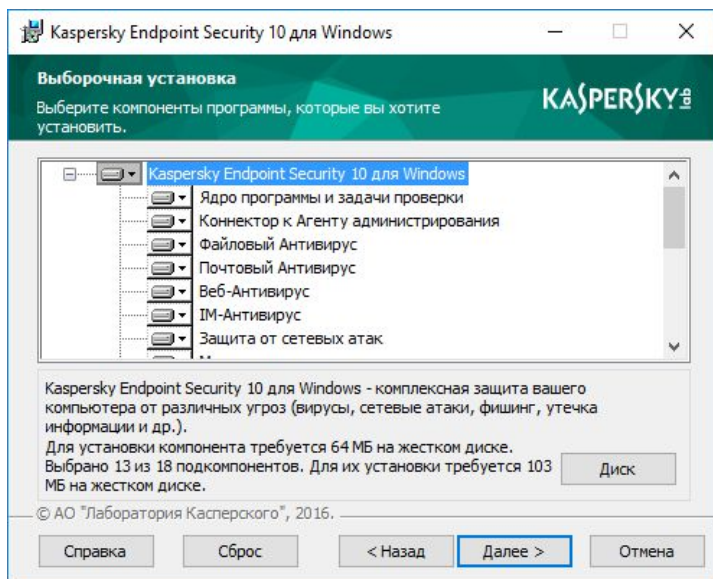 Kaspersky Endpoint Security 10 для Windows
Выборочная установка
Выберите компоненты программы, которые вы хотите
установить.
KASPERSKY lab
Kaspersky Endpoint Security 10 для Windows
Ядро программы и задачи проверки
Коннектор к Агенту администрирования
Файловый Антивирус
Почтовый Антивирус
Веб-Антивирус
IM-Антивирус
Защита от сетевых атак
Kaspersky Endpoint Security 10 для Windows - комплексная защита вашего
компьютера от различных угроз (вирусы, сетевые атаки, фишинг, утечка
информации и др.).
Для установки компонента требуется 64 МБ на жестком диске.
Выбрано 13 из 18 подкомпонентов. Для их установки требуется 103
МБ на жестком диске.
Диск
© АО "Лаборатория Касперского", 2016.
Справка
Сброс
< Назад
Далее >
Отмена